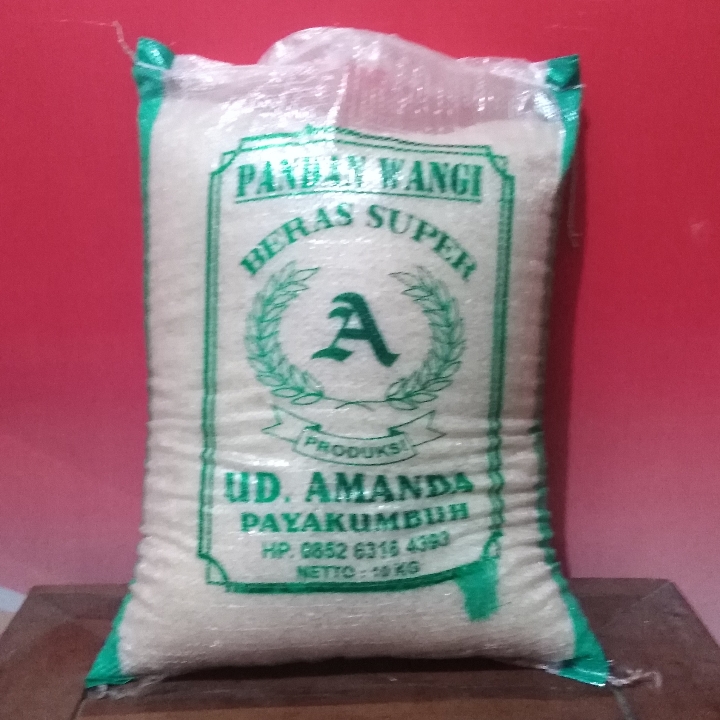 PANDAN WANGI
BERAS SUPER
A
PRODUKSI
UD. AMANDA
PAYAKUMBUH
HP. 0852 6316 4393
NETTO : 10 KG